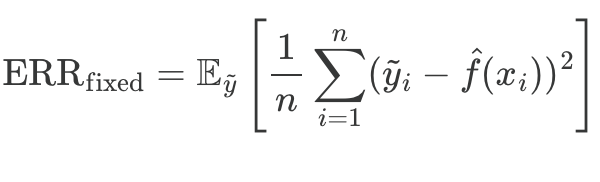 ERR_fixed = 𝔼_ỹ [ 1/n ∑_{i=1}^{n} (ỹ_i − f̂(x_i))² ]